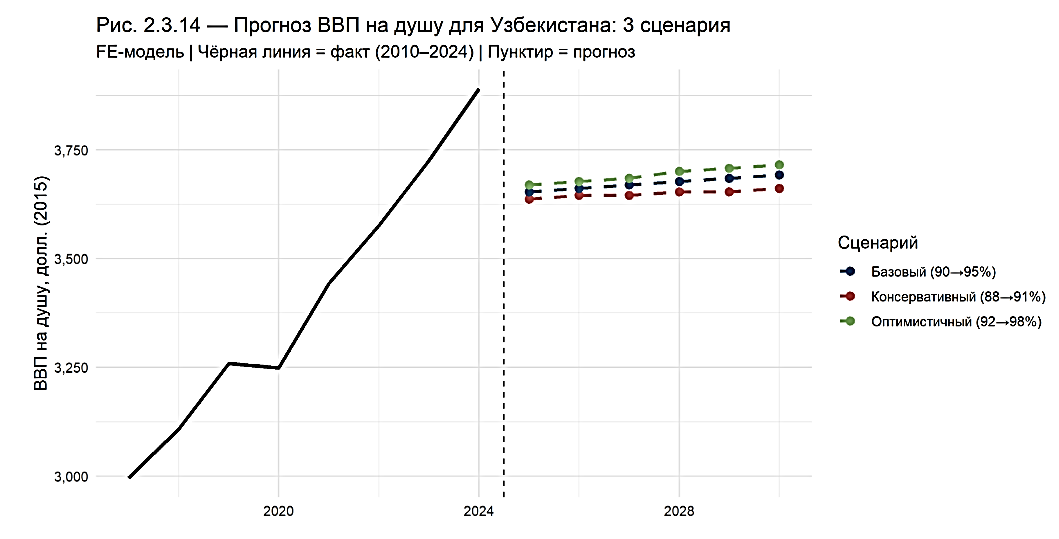 Рис. 2.3.14 — Прогноз ВВП на душу для Узбекистана: 3 сценария
FE-модель | Чёрная линия = факт (2010–2024) | Пунктир = прогноз
ВВП на душу, долл. (2015)
3,750
3,500
3,250
3,000
2020
2024
2028
Сценарий
Базовый (90→95%)
Консервативный (88→91%)
Оптимистичный (92→98%)